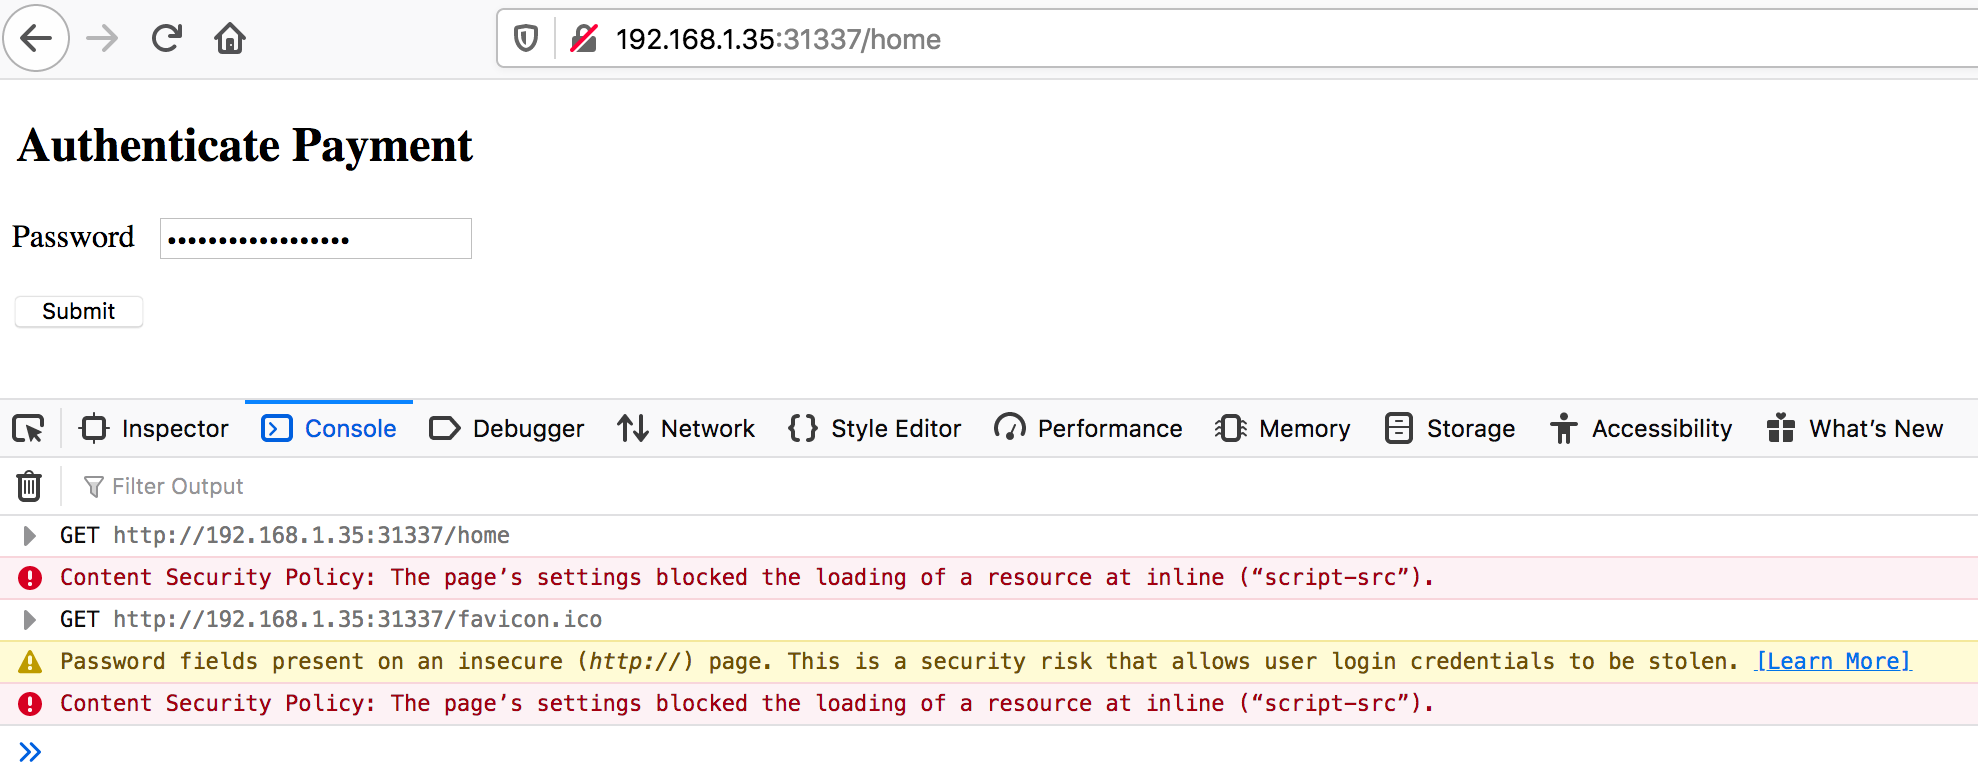 192.168.1.35:31337/home
Authenticate Payment
Password ••••••••••••••••••
Submit
Inspector Console Debugger Network Style Editor Performance Memory Storage Accessibility What’s New
Filter Output
GET http://192.168.1.35:31337/home
Content Security Policy: The page’s settings blocked the loading of a resource at inline (“script-src”).
GET http://192.168.1.35:31337/favicon.ico
Password fields present on an insecure (http://) page. This is a security risk that allows user login credentials to be stolen. [Learn More]
Content Security Policy: The page’s settings blocked the loading of a resource at inline (“script-src”).